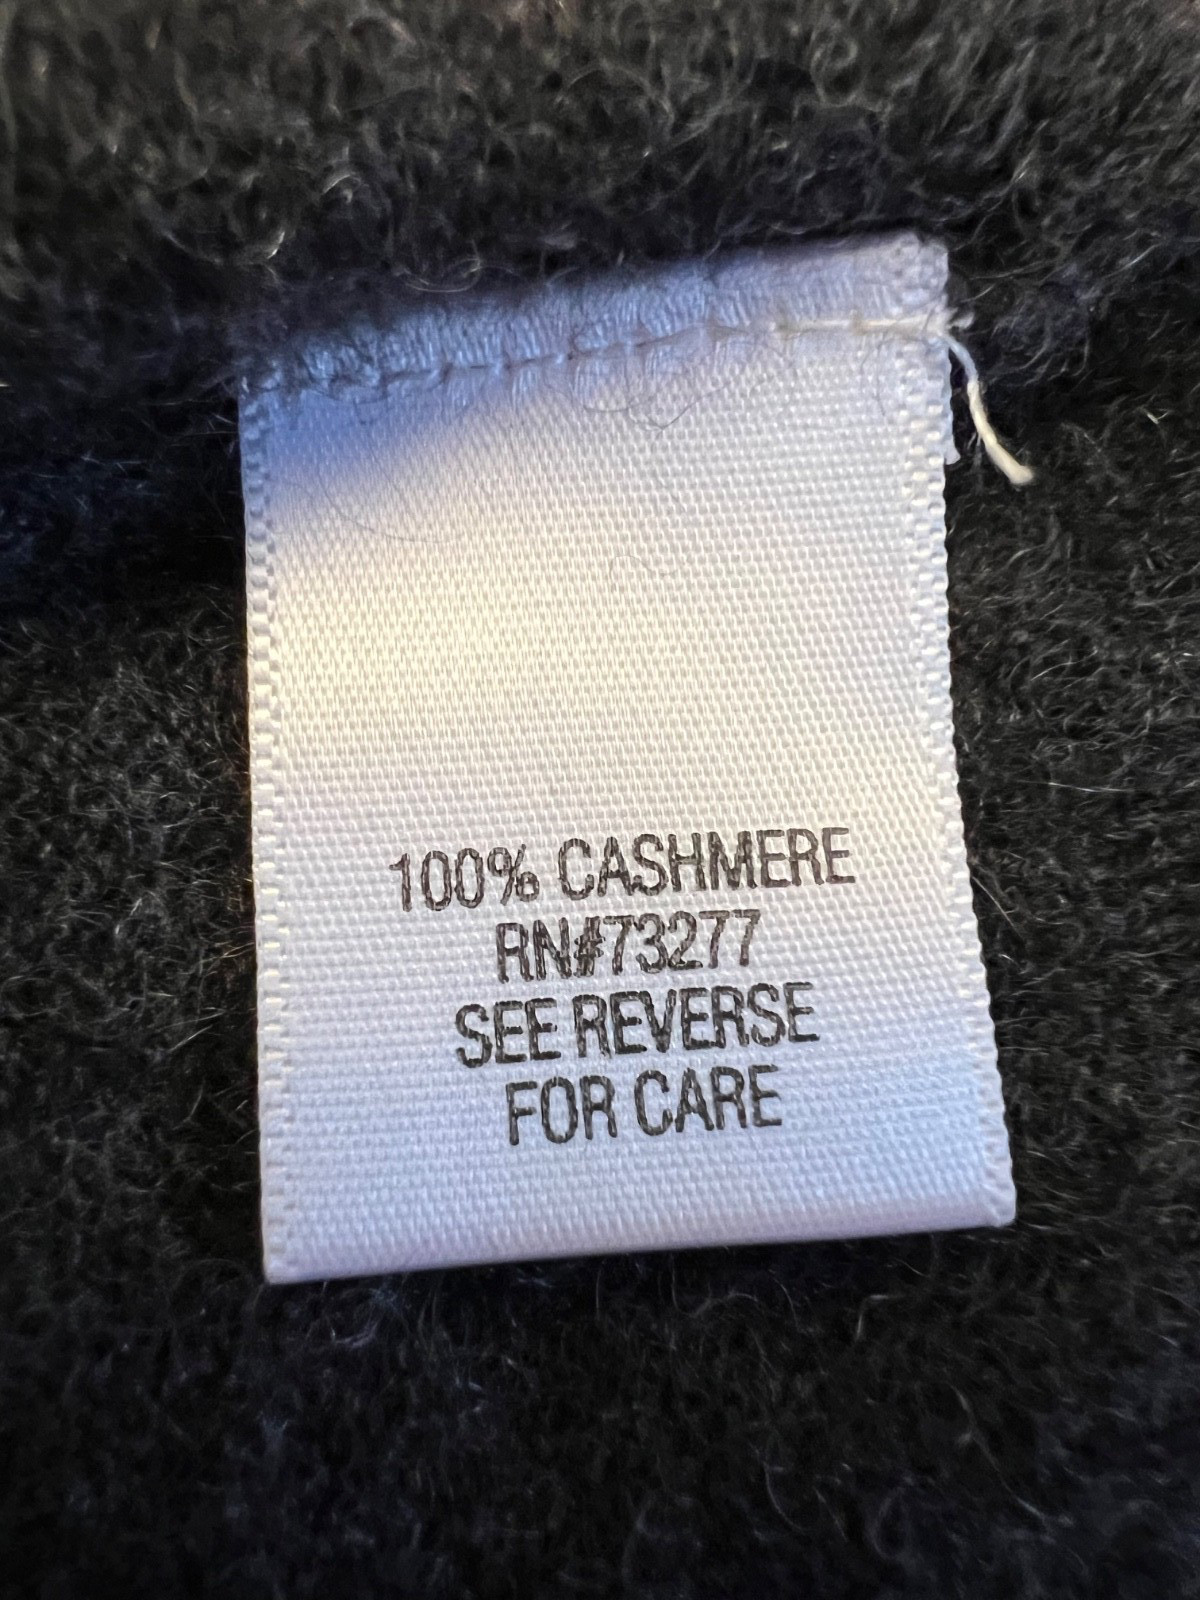 100% CASHMERE
RN#73277
SEE REVERSE
FOR CARE